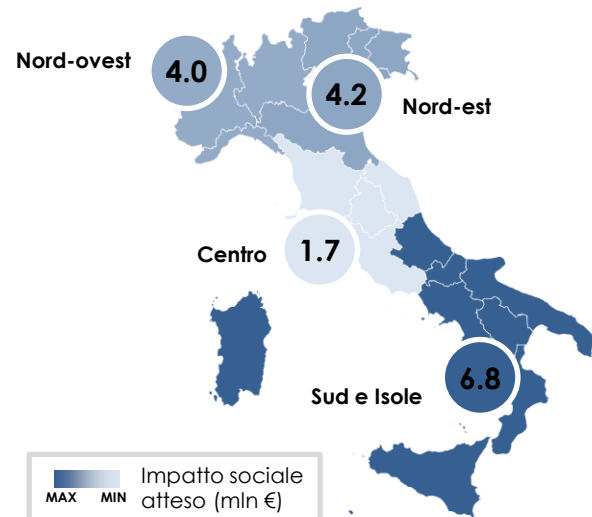 Nord-ovest
4.0
4.2
Nord-est
Centro
1.7
6.8
Sud e Isole
MAX MIN
Impatto sociale
atteso (mln €)